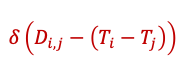 δ(D_{i,j} − (T_i − T_j))